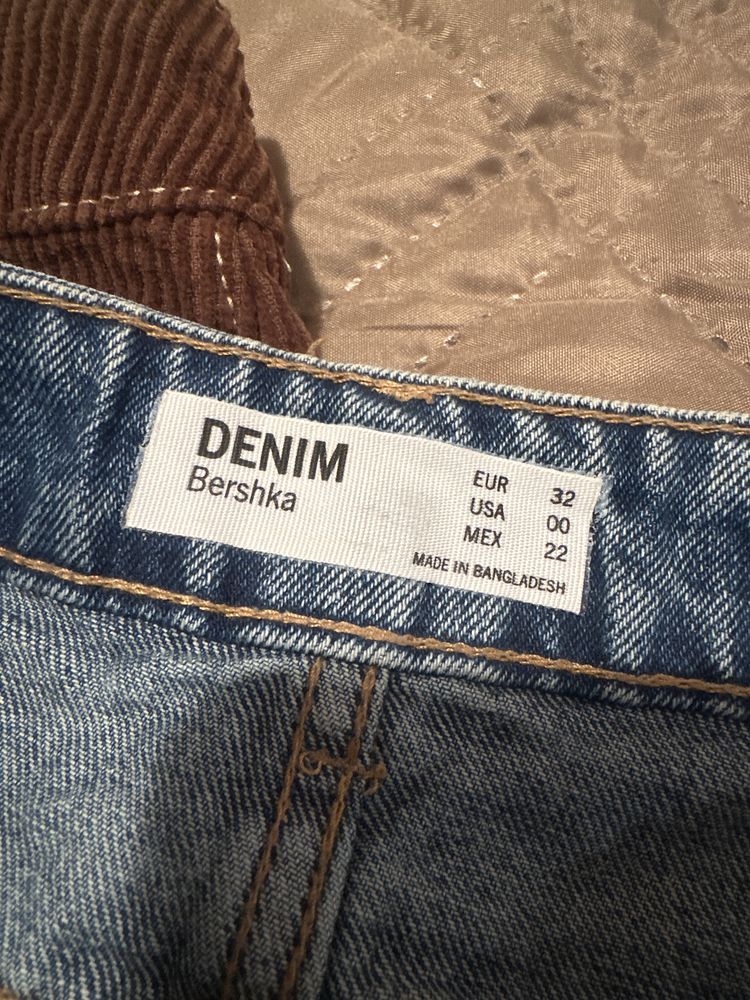 DENIM
Bershka
EUR 32
USA 00
MEX 22
MADE IN BANGLADESH